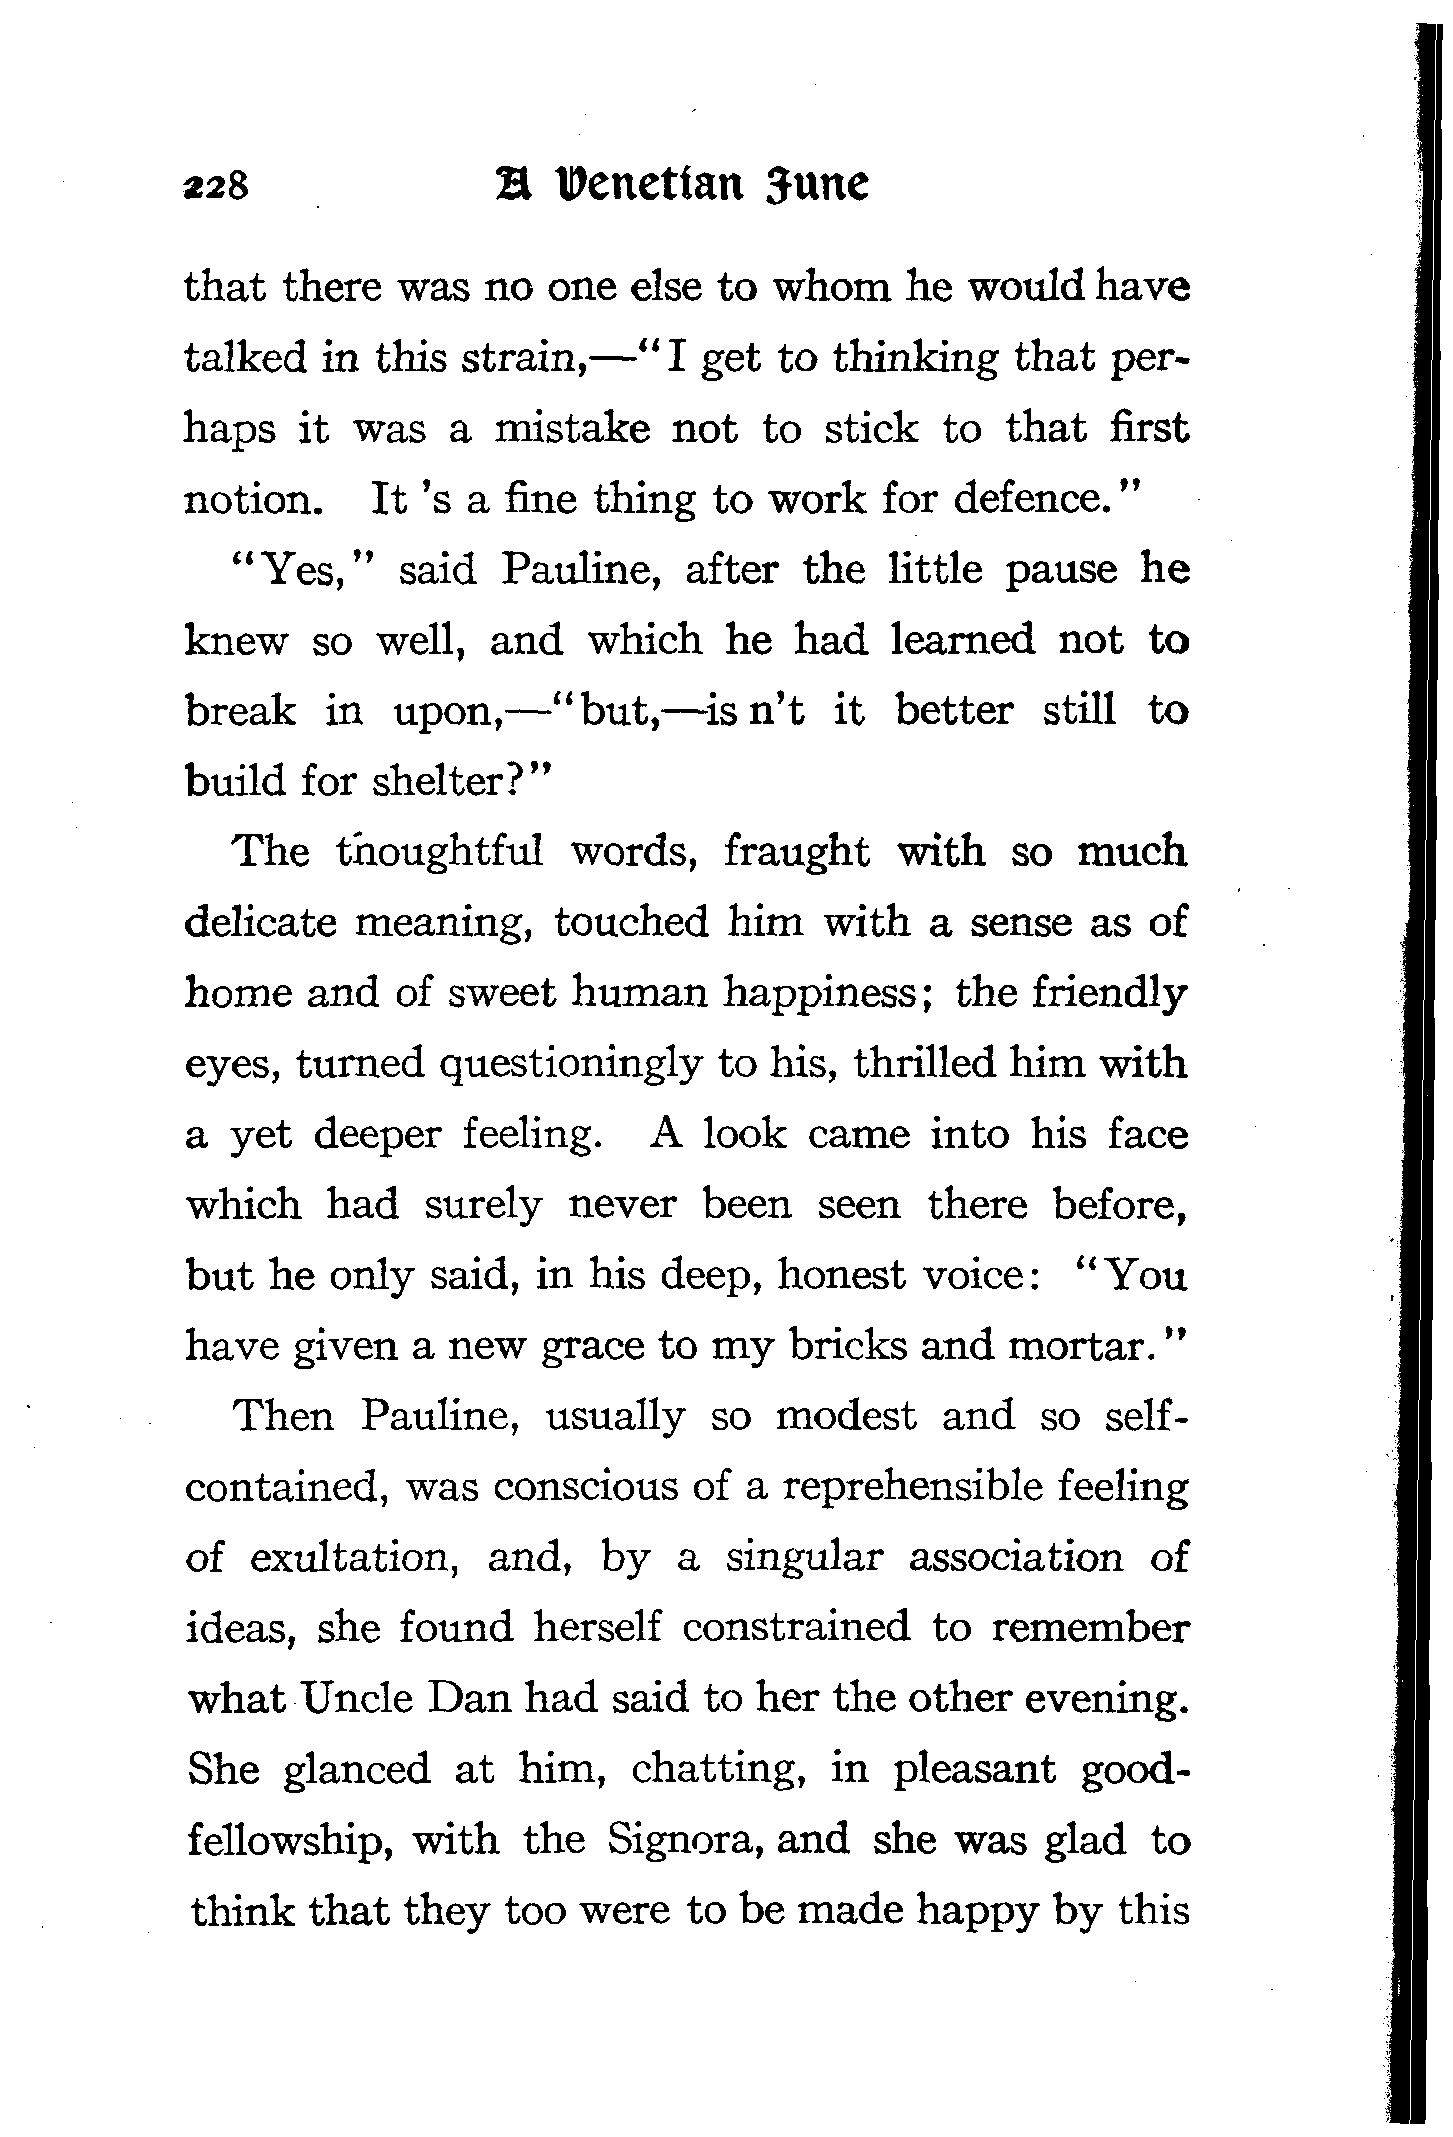 228 A Venetian June
that there was no one else to whom he would have
talked in this strain,—"I get to thinking that per-
haps it was a mistake not to stick to that first
notion. It 's a fine thing to work for defence."
"Yes," said Pauline, after the little pause he
knew so well, and which he had learned not to
break in upon,—"but,—is n't it better still to
build for shelter?"
The thoughtful words, fraught with so much
delicate meaning, touched him with a sense as of
home and of sweet human happiness; the friendly
eyes, turned questioningly to his, thrilled him with
a yet deeper feeling. A look came into his face
which had surely never been seen there before,
but he only said, in his deep, honest voice: "You
have given a new grace to my bricks and mortar."
Then Pauline, usually so modest and so self-
contained, was conscious of a reprehensible feeling
of exultation, and, by a singular association of
ideas, she found herself constrained to remember
what Uncle Dan had said to her the other evening.
She glanced at him, chatting, in pleasant good-
fellowship, with the Signora, and she was glad to
think that they too were to be made happy by this